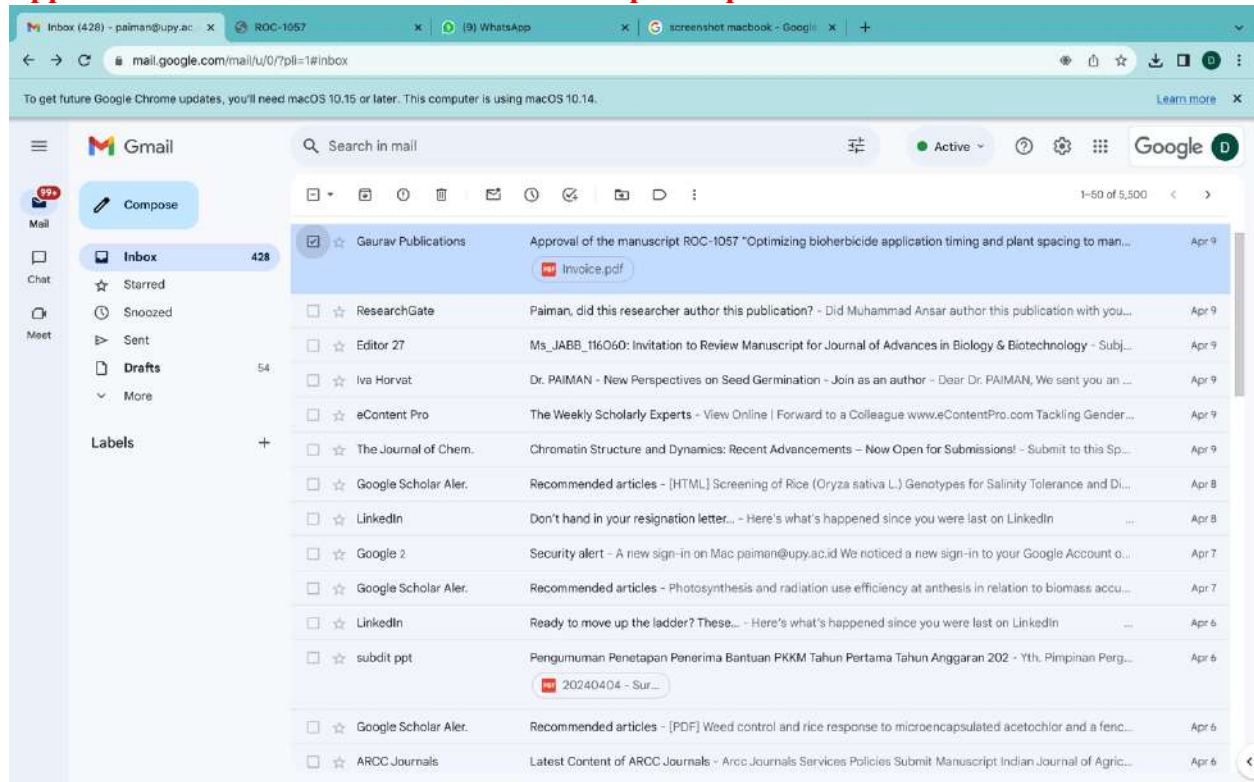 Inbox (428) - paiman@upy.ac
ROC-1057
(9) WhatsApp
screenshot macbook - Google
mail.google.com/mail/u/0/?pli=1#inbox
To get future Google Chrome updates, you'll need macOS 10.15 or later. This computer is using macOS 10.14.
Learn more
Gmail
Search in mail
Active
Google
D
99+
Mail
Chat
Meet
Compose
Inbox 428
Starred
Snoozed
Sent
Drafts 54
More
Labels
1–50 of 5,500
Gaurav Publications Approval of the manuscript ROC-1057 "Optimizing bioherbicide application timing and plant spacing to man... Apr 9
PDF Invoice.pdf
ResearchGate Paiman, did this researcher author this publication? - Did Muhammad Ansar author this publication with you... Apr 9
Editor 27 Ms_JABB_116060: Invitation to Review Manuscript for Journal of Advances in Biology & Biotechnology - Subj... Apr 9
Iva Horvat Dr. PAIMAN - New Perspectives on Seed Germination - Join as an author - Dear Dr. PAIMAN, We sent you an ... Apr 9
eContent Pro The Weekly Scholarly Experts - View Online | Forward to a Colleague www.eContentPro.com Tackling Gender... Apr 9
The Journal of Chem. Chromatin Structure and Dynamics: Recent Advancements – Now Open for Submissions! - Submit to this Sp... Apr 9
Google Scholar Aler. Recommended articles - [HTML] Screening of Rice (Oryza sativa L.) Genotypes for Salinity Tolerance and Di... Apr 8
LinkedIn Don't hand in your resignation letter... - Here's what's happened since you were last on LinkedIn ... Apr 8
Google 2 Security alert - A new sign-in on Mac paiman@upy.ac.id We noticed a new sign-in to your Google Account o... Apr 7
Google Scholar Aler. Recommended articles - Photosynthesis and radiation use efficiency at anthesis in relation to biomass accu... Apr 7
LinkedIn Ready to move up the ladder? These... - Here's what's happened since you were last on LinkedIn ... Apr 6
subdit ppt Pengumuman Penetapan Penerima Bantuan PKKM Tahun Pertama Tahun Anggaran 202 - Yth. Pimpinan Perg... Apr 6
PDF 20240404 - Sur...
Google Scholar Aler. Recommended articles - [PDF] Weed control and rice response to microencapsulated acetochlor and a fenc... Apr 6
ARCC Journals Latest Content of ARCC Journals - Arcc Journals Services Policies Submit Manuscript Indian Journal of Agric... Apr 6